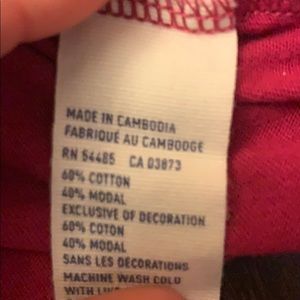 MADE IN CAMBODIA
FABRIQUÉ AU CAMBODGE
RN 54485 CA 03873
60% COTTON
40% MODAL
EXCLUSIVE OF DECORATION
60% COTON
40% MODAL
SANS LES DÉCORATIONS
MACHINE WASH COLD
WITH